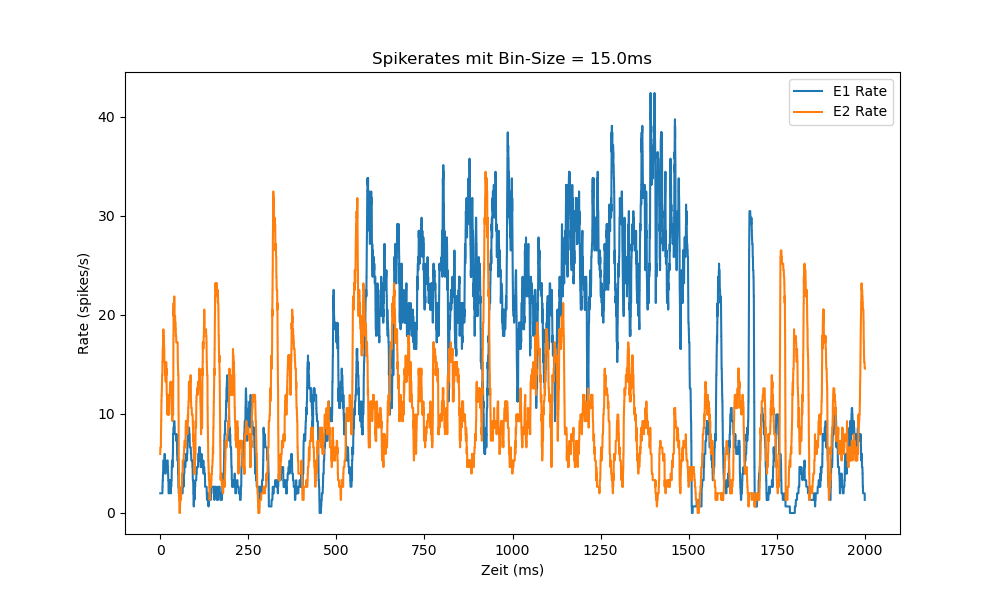 Spikerates mit Bin-Size = 15.0ms
E1 Rate
E2 Rate
Rate (spikes/s)
40
30
20
10
0
0 250 500 750 1000 1250 1500 1750 2000
Zeit (ms)